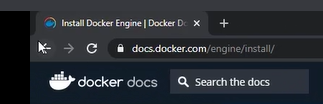 Install Docker Engine | Docker Do
docs.docker.com/engine/install/
docker docs
Search the docs